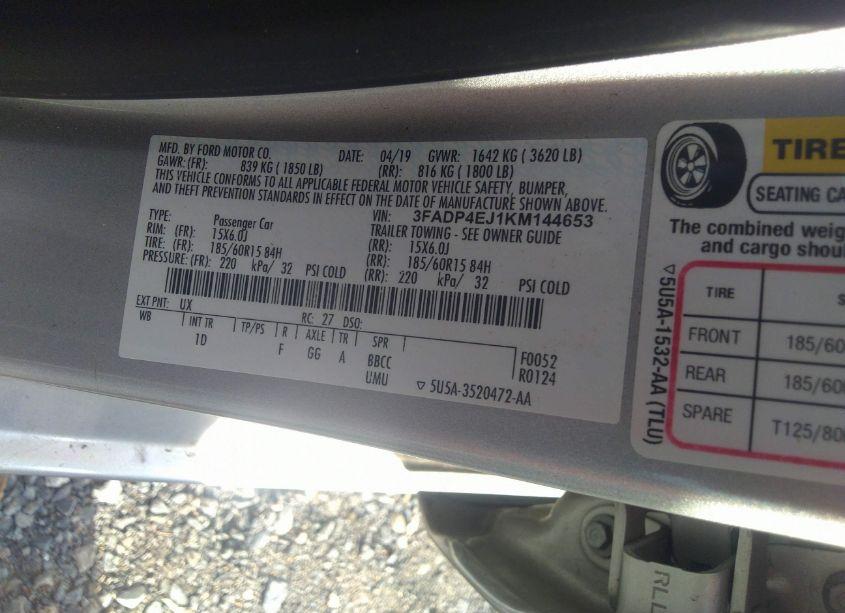 MFD. BY FORD MOTOR CO.
DATE: 04/19 GVWR: 1642 KG ( 3620 LB)
GAWR: (FR): 839 KG ( 1850 LB) (RR): 816 KG ( 1800 LB)
THIS VEHICLE CONFORMS TO ALL APPLICABLE FEDERAL MOTOR VEHICLE SAFETY, BUMPER,
AND THEFT PREVENTION STANDARDS IN EFFECT ON THE DATE OF MANUFACTURE SHOWN ABOVE.
VIN: 3FADP4EJ1KM144653
TYPE: Passenger Car TRAILER TOWING - SEE OWNER GUIDE
RIM: (FR): 15X6.0J (RR): 15X6.0J
TIRE: (FR): 185/60R15 84H (RR): 185/60R15 84H
PRESSURE: (FR): 220 kPa/ 32 PSI COLD (RR): 220 kPa/ 32 PSI COLD
EXT PNT: UX RC: 27 DSO:
WB INT TR TP/PS R AXLE TR SPR
1D F GG A BBCC F0052
UMU R0124
▽ 5U5A-3520472-AA
TIRE
SEATING CA
The combined weig
and cargo shoul
TIRE S
FRONT 185/60
REAR 185/60
SPARE T125/80
▽5U5A-1532-AA (TLU)